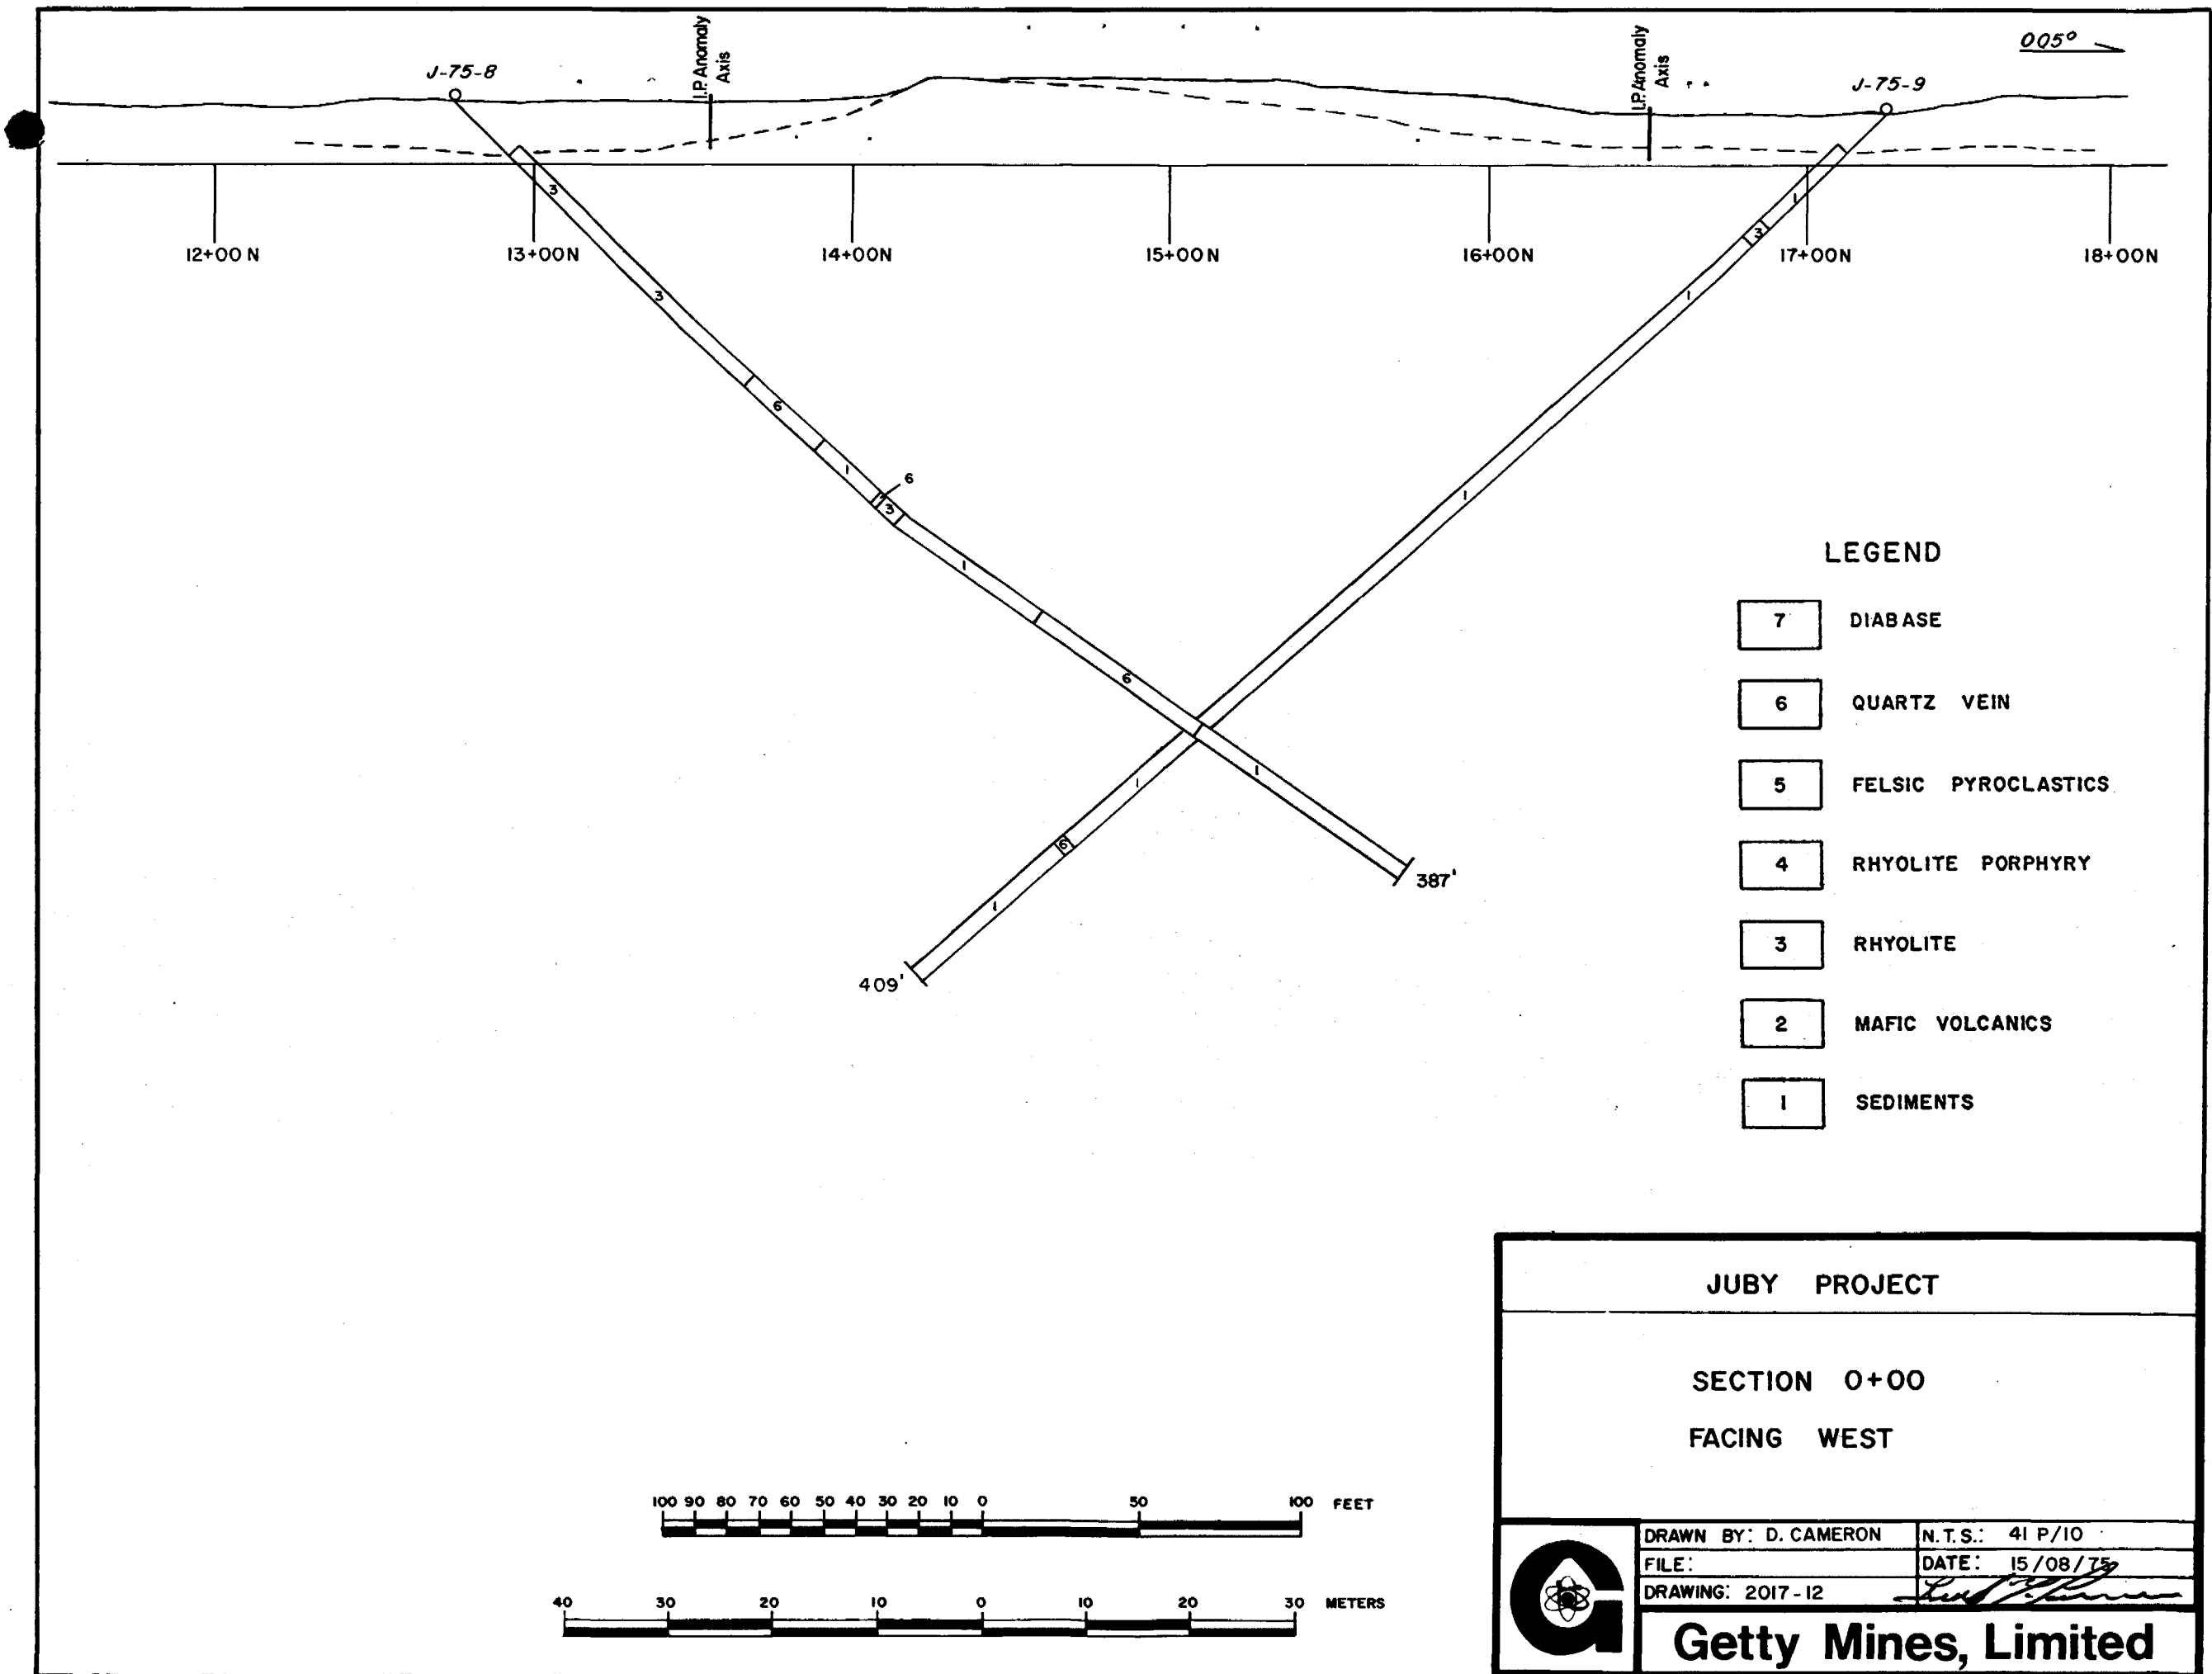 005°
J-75-8
I.P. Anomaly
Axis
I.P. Anomaly
Axis
J-75-9
3
1
3
12+00N
13+00N
14+00N
15+00N
16+00N
17+00N
18+00N
3
1
6
1
6
3
1
1
6
1
1
6
1
387'
409'
LEGEND
7 DIABASE
6 QUARTZ VEIN
5 FELSIC PYROCLASTICS
4 RHYOLITE PORPHYRY
3 RHYOLITE
2 MAFIC VOLCANICS
1 SEDIMENTS
JUBY PROJECT
SECTION 0+00
FACING WEST
100 90 80 70 60 50 40 30 20 10 0 50 100 FEET
40 30 20 10 0 10 20 30 METERS
DRAWN BY: D. CAMERON
N.T.S.: 41 P/10
FILE:
DATE: 15/08/75
DRAWING: 2017-12
Getty Mines, Limited